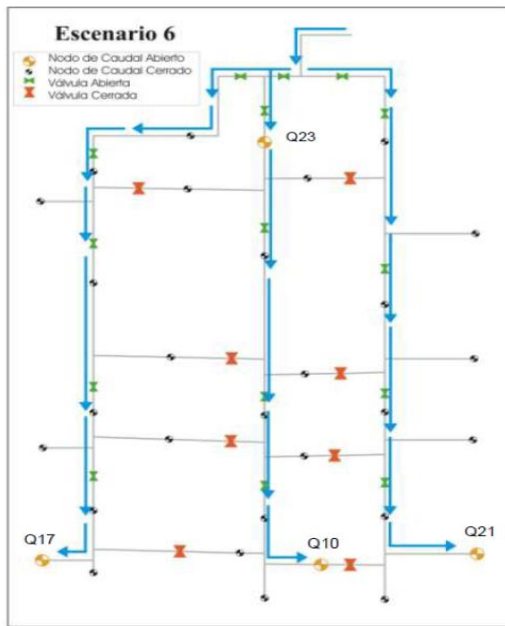 Escenario 6
Nodo de Caudal Abierto
Nodo de Caudal Cerrado
Válvula Abierta
Válvula Cerrada
Q23
Q17
Q10
Q21